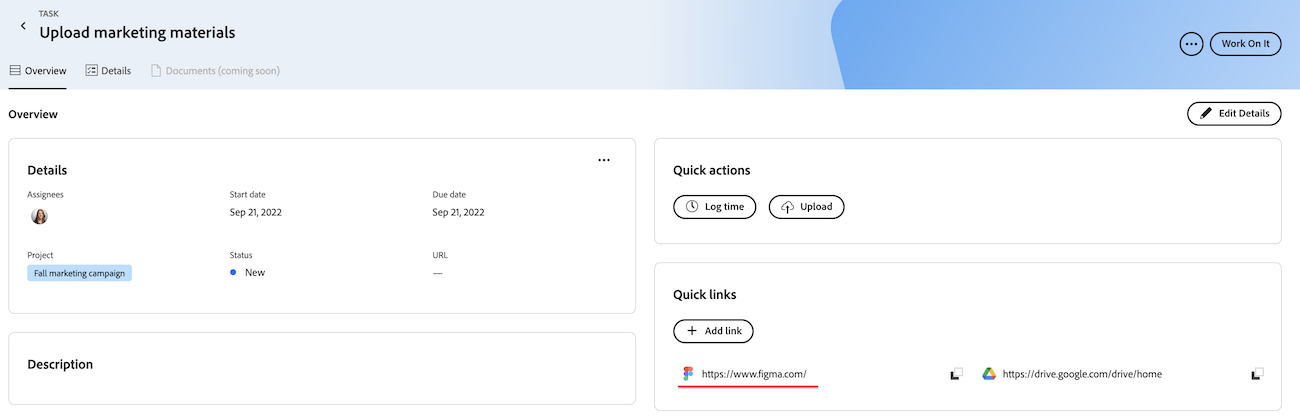 TASK
Upload marketing materials
Work On It
Overview
Details
Documents (coming soon)
Overview
Edit Details
Details
Assignees
Start date
Sep 21, 2022
Due date
Sep 21, 2022
Project
Fall marketing campaign
Status
New
URL
—
Description
Quick actions
Log time
Upload
Quick links
+ Add link
https://www.figma.com/
https://drive.google.com/drive/home